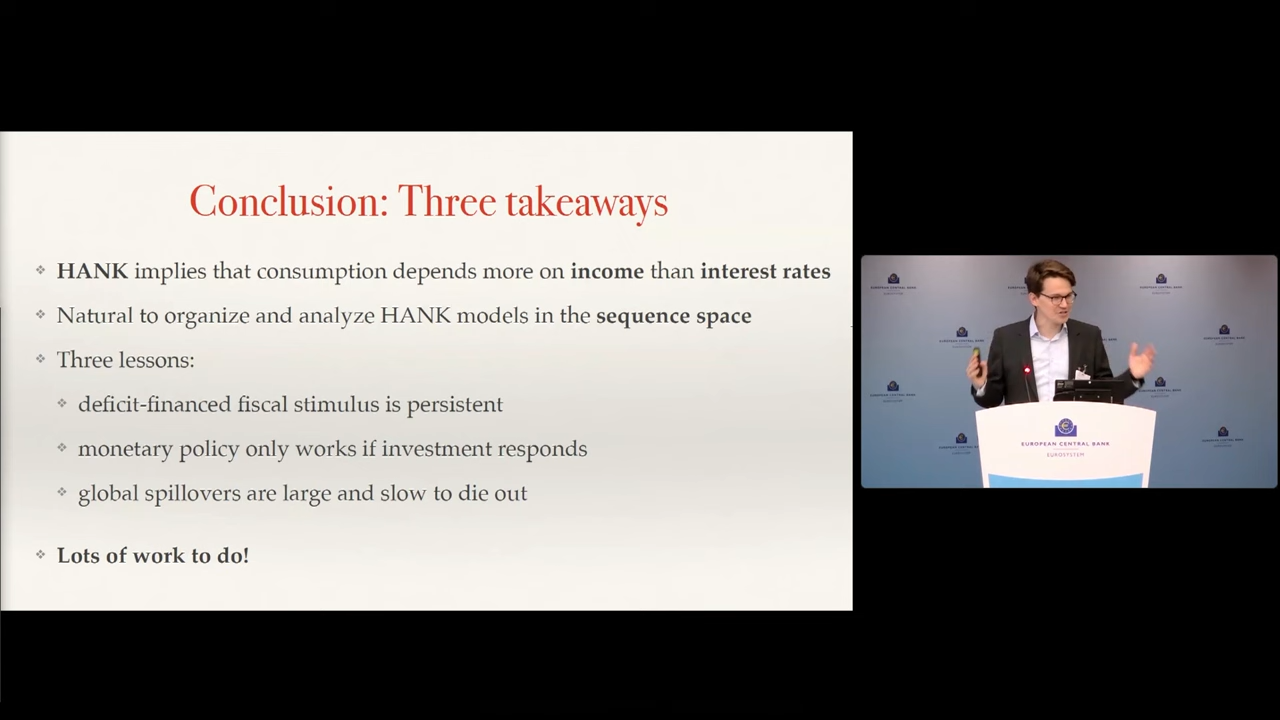 Conclusion: Three takeaways
HANK implies that consumption depends more on income than interest rates
Natural to organize and analyze HANK models in the sequence space
Three lessons:
deficit-financed fiscal stimulus is persistent
monetary policy only works if investment responds
global spillovers are large and slow to die out
Lots of work to do!
EUROPEAN CENTRAL BANK
EUROSYSTEM
EUROPEAN CENTRAL BANK